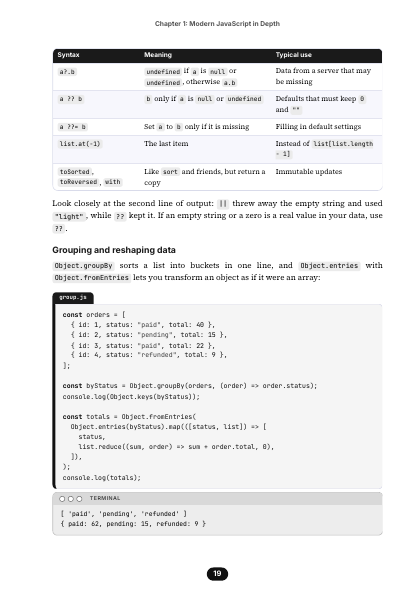 Chapter 1: Modern JavaScript in Depth
Syntax Meaning Typical use
a?.b undefined if a is null or Data from a server that may
undefined, otherwise a.b be missing
a ?? b b only if a is null or undefined Defaults that must keep 0
and ""
a ??= b Set a to b only if it is missing Filling in default settings
list.at(-1) The last item Instead of list[list.length
- 1]
toSorted, Like sort and friends, but return a Immutable updates
toReversed, with copy
Look closely at the second line of output: || threw away the empty string and used
"light", while ?? kept it. If an empty string or a zero is a real value in your data, use
??.
Grouping and reshaping data
Object.groupBy sorts a list into buckets in one line, and Object.entries with
Object.fromEntries lets you transform an object as if it were an array:
group.js
const orders = [
  { id: 1, status: "paid", total: 40 },
  { id: 2, status: "pending", total: 15 },
  { id: 3, status: "paid", total: 22 },
  { id: 4, status: "refunded", total: 9 },
];
const byStatus = Object.groupBy(orders, (order) => order.status);
console.log(Object.keys(byStatus));
const totals = Object.fromEntries(
  Object.entries(byStatus).map(([status, list]) => [
    status,
    list.reduce((sum, order) => sum + order.total, 0),
  ]),
);
console.log(totals);
TERMINAL
[ 'paid', 'pending', 'refunded' ]
{ paid: 62, pending: 15, refunded: 9 }
19